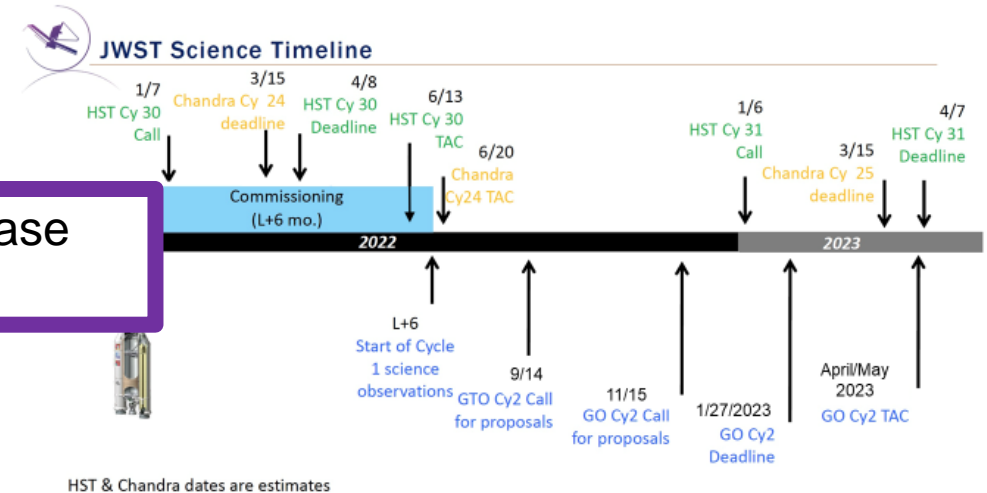 JWST Science Timeline
1/7
HST Cy 30
Call
3/15
Chandra Cy 24
deadline
4/8
HST Cy 30
Deadline
6/13
HST Cy 30
TAC
6/20
Chandra
Cy24 TAC
1/6
HST Cy 31
Call
3/15
Chandra Cy 25
deadline
4/7
HST Cy 31
Deadline
ase
Commissioning
(L+6 mo.)
2022
2023
L+6
Start of Cycle
1 science
observations
9/14
GTO Cy2 Call
for proposals
11/15
GO Cy2 Call
for proposals
1/27/2023
GO Cy2
Deadline
April/May
2023
GO Cy2 TAC
HST & Chandra dates are estimates